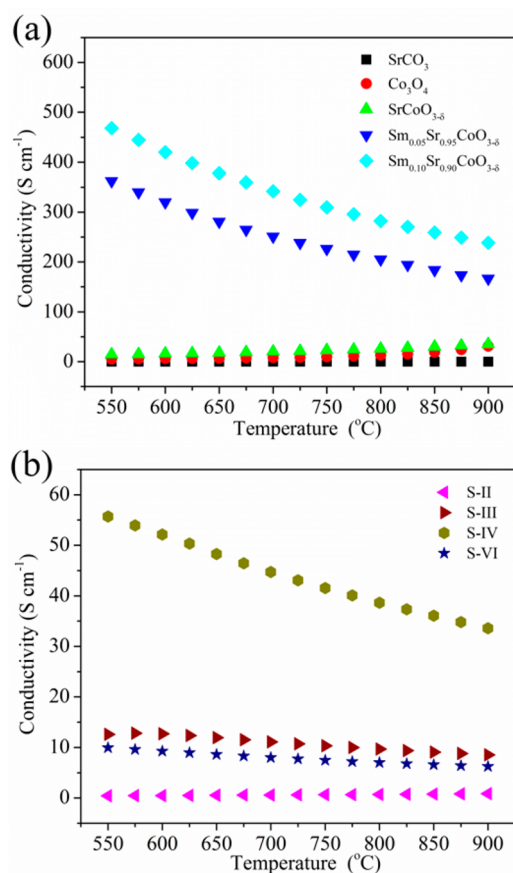 (a)
600
500
400
300
200
100
0
Conductivity (S cm⁻¹)
SrCO₃
Co₃O₄
SrCoO₃₋δ
Sm₀.₀₅Sr₀.₉₅CoO₃₋δ
Sm₀.₁₀Sr₀.₉₀CoO₃₋δ
550 600 650 700 750 800 850 900
Temperature (°C)
(b)
60
50
40
30
20
10
0
Conductivity (S cm⁻¹)
S-II
S-III
S-IV
S-VI
550 600 650 700 750 800 850 900
Temperature (°C)